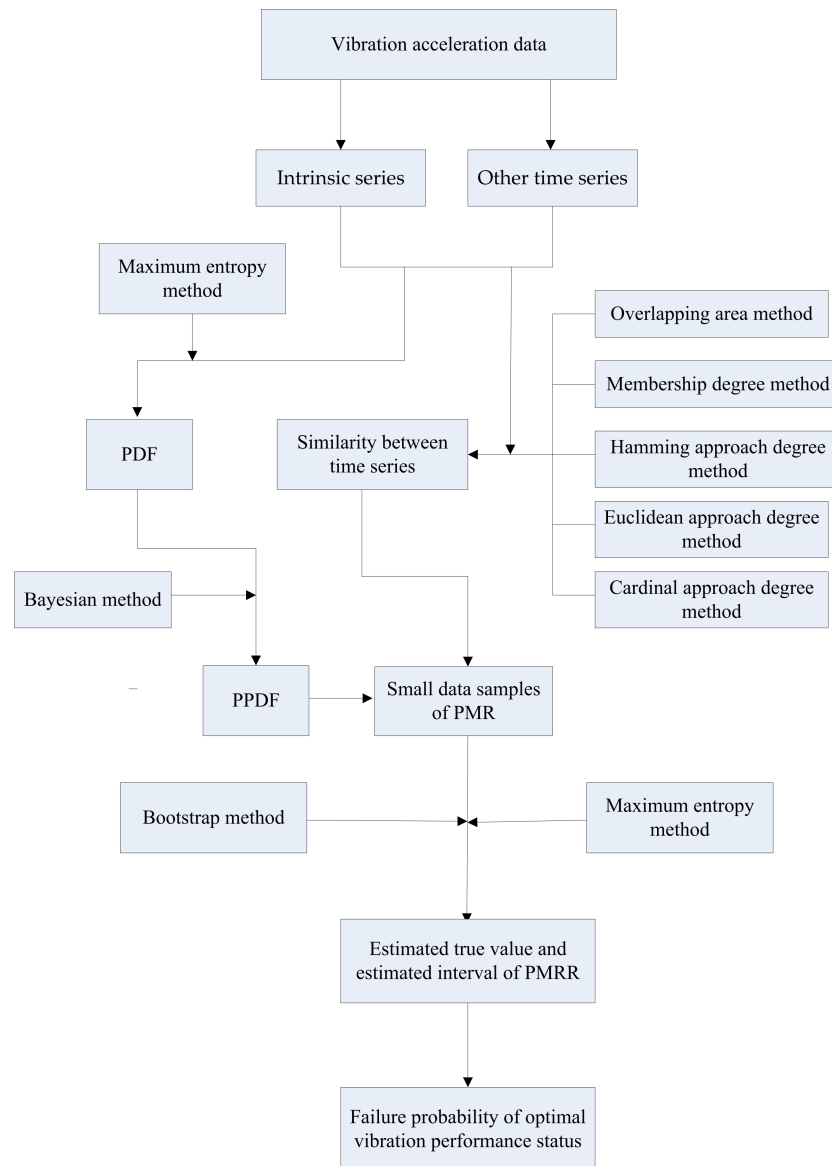 Vibration acceleration data
Intrinsic series
Other time series
Maximum entropy
method
Overlapping area method
Membership degree method
PDF
Similarity between
time series
Hamming approach degree
method
Euclidean approach degree
method
Bayesian method
Cardinal approach degree
method
PPDF
Small data samples
of PMR
Bootstrap method
Maximum entropy
method
Estimated true value and
estimated interval of PMRR
Failure probability of optimal
vibration performance status